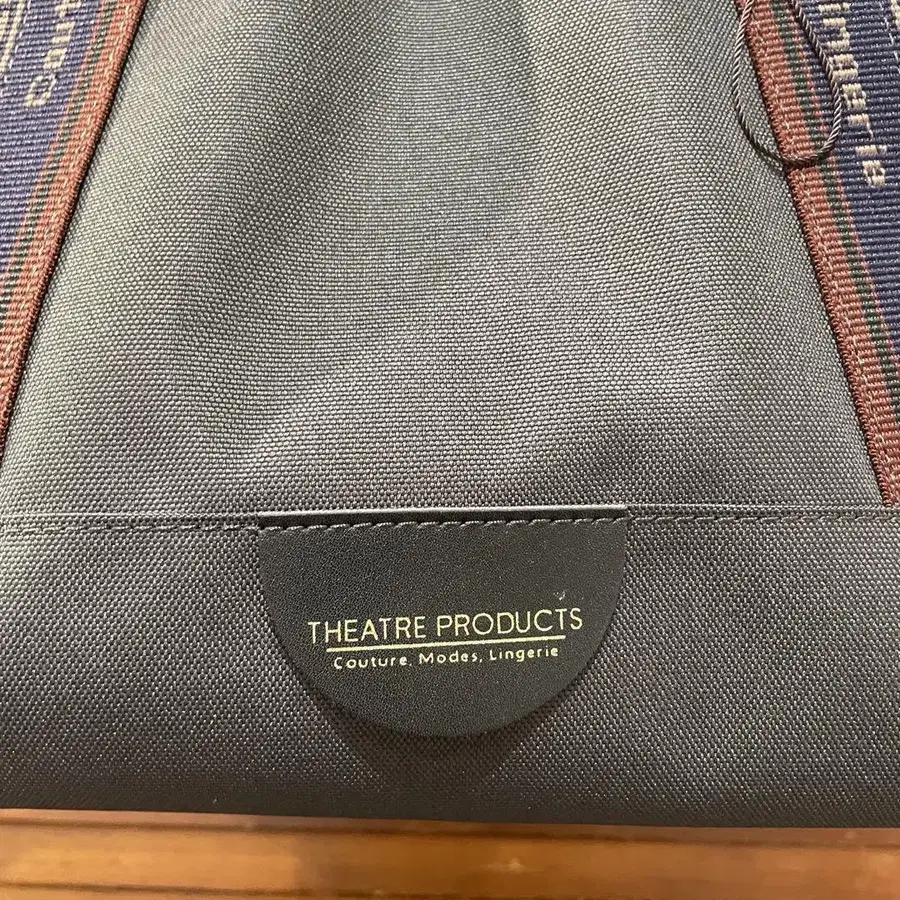 THEATRE PRODUCTS
Couture. Modes, Lingerie